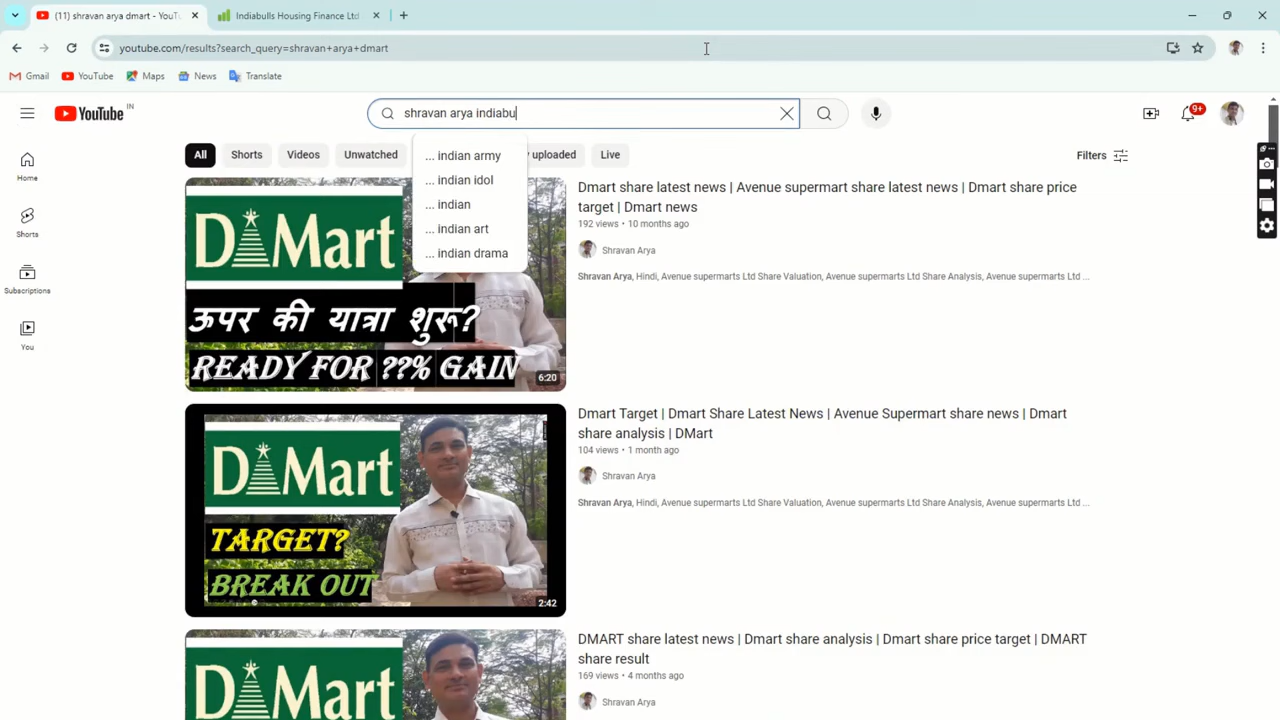 (11) shravan arya dmart - YouTu
Indiabulls Housing Finance Ltd
youtube.com/results?search_query=shravan+arya+dmart
Gmail
YouTube
Maps
News
Translate
YouTube IN
shravan arya indiabu
9+
... indian army
... indian idol
... indian
... indian art
... indian drama
All
Shorts
Videos
Unwatched
y uploaded
Live
Filters
Home
Shorts
Subscriptions
You
DMart
ऊपर की यात्रा शुरू?
READY FOR ??% GAIN
6:20
Dmart share latest news | Avenue supermart share latest news | Dmart share price
target | Dmart news
192 views • 10 months ago
Shravan Arya
Shravan Arya, Hindi, Avenue supermarts Ltd Share Valuation, Avenue supermarts Ltd Share Analysis, Avenue supermarts Ltd ...
DMart
TARGET?
BREAK OUT
2:42
Dmart Target | Dmart Share Latest News | Avenue Supermart share news | Dmart
share analysis | DMart
104 views • 1 month ago
Shravan Arya
Shravan Arya, Hindi, Avenue supermarts Ltd Share Valuation, Avenue supermarts Ltd Share Analysis, Avenue supermarts Ltd ...
DMart
DMART share latest news | Dmart share analysis | Dmart share price target | DMART
share result
169 views • 4 months ago
Shravan Arya